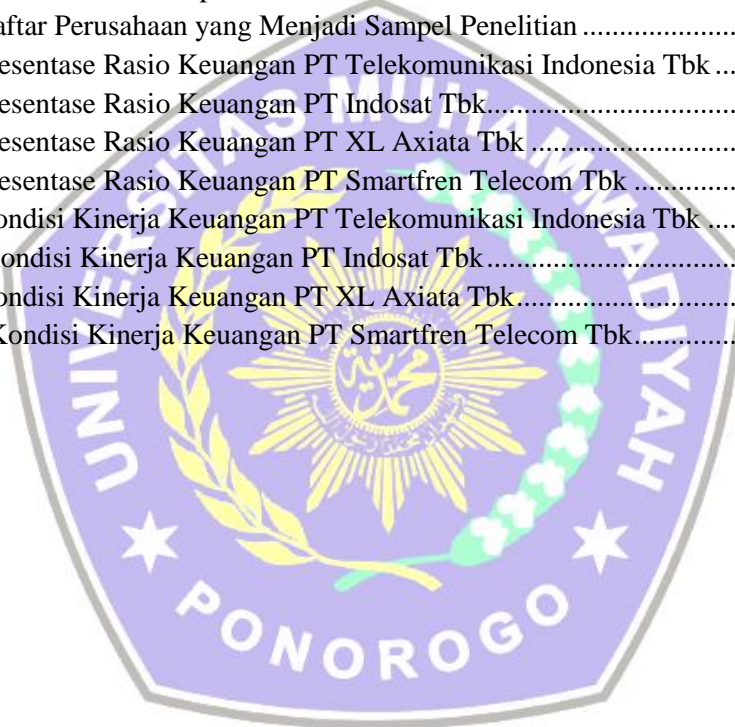 aftar Perusahaan yang Menjadi Sampel Penelitian ......................
esentase Rasio Keuangan PT Telekomunikasi Indonesia Tbk ...
esentase Rasio Keuangan PT Indosat Tbk...................................
esentase Rasio Keuangan PT XL Axiata Tbk ............................
esentase Rasio Keuangan PT Smartfren Telecom Tbk ..............
ondisi Kinerja Keuangan PT Telekomunikasi Indonesia Tbk ....
ondisi Kinerja Keuangan PT Indosat Tbk...................................
ondisi Kinerja Keuangan PT XL Axiata Tbk..............................
Kondisi Kinerja Keuangan PT Smartfren Telecom Tbk..............
UNIVERSITAS MUHAMMADIYAH
PONOROGO